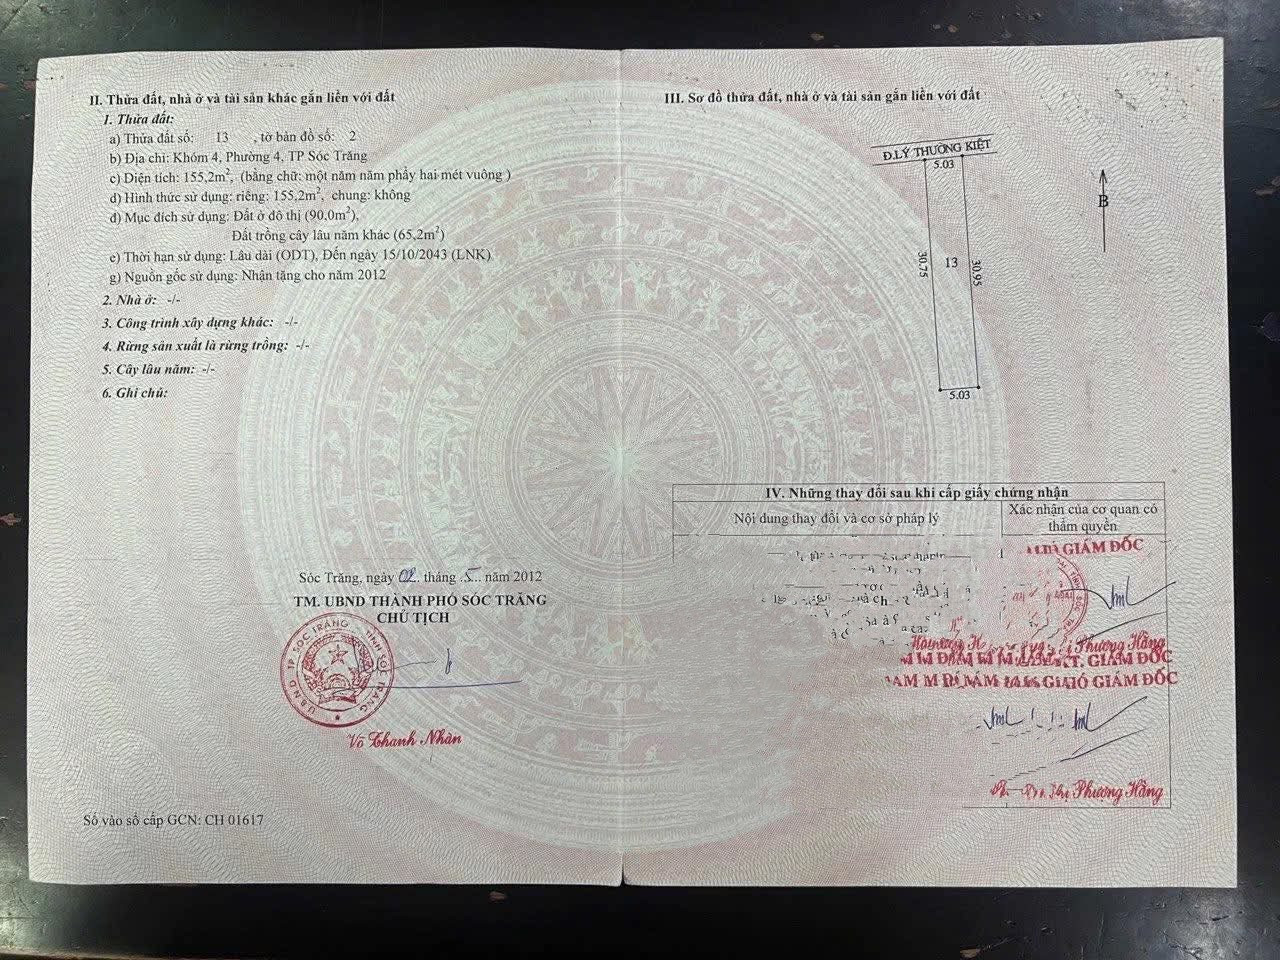 II. Thửa đất, nhà ở và tài sản khác gắn liền với đất
1. Thửa đất:
a) Thửa đất số: 13 , tờ bản đồ số: 2
b) Địa chỉ: Khóm 4, Phường 4, TP Sóc Trăng
c) Diện tích: 155,2m², (bằng chữ: một năm năm phẩy hai mét vuông )
d) Hình thức sử dụng: riêng: 155,2m², chung: không
đ) Mục đích sử dụng: Đất ở đô thị (90,0m²),
Đất trồng cây lâu năm khác (65,2m²)
e) Thời hạn sử dụng: Lâu dài (ODT), Đến ngày 15/10/2043 (LNK)
g) Nguồn gốc sử dụng: Nhận tặng cho năm 2012
2. Nhà ở: -/-
3. Công trình xây dựng khác: -/-
4. Rừng sản xuất là rừng trồng: -/-
5. Cây lâu năm: -/-
6. Ghi chú:
Sóc Trăng, ngày 02 tháng 5 năm 2012
TM. UBND THÀNH PHỐ SÓC TRĂNG
CHỦ TỊCH
U.B.N.D TP SÓC TRĂNG TỈNH SÓC TRĂNG
Võ Thanh Nhàn
Số vào sổ cấp GCN: CH 01617
III. Sơ đồ thửa đất, nhà ở và tài sản gắn liền với đất
Đ.LÝ THƯỜNG KIỆT
5.03
B
30.75
13
30.95
5.03
IV. Những thay đổi sau khi cấp giấy chứng nhận
Nội dung thay đổi và cơ sở pháp lý
Xác nhận của cơ quan có
thẩm quyền
GIÁM ĐỐC
Phương Hằng
KT. GIÁM ĐỐC
GIÁM ĐỐC
Phương Hằng